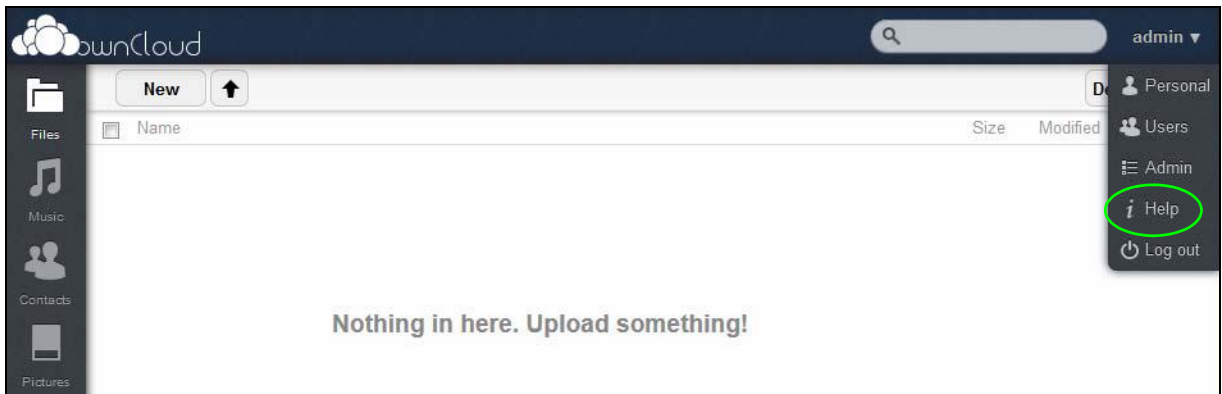 ownCloud
admin ▾
New
De
Personal
Files
Name
Size
Modified
Users
Admin
Music
Help
Log out
Contacts
Nothing in here. Upload something!
Pictures